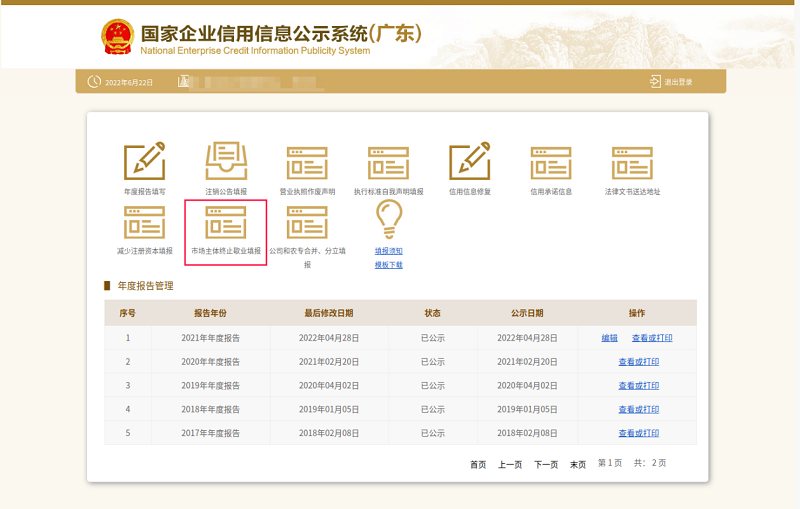 国家企业信用信息公示系统(广东)
National Enterprise Credit Information Publicity System
2022年6月22日
退出登录
年度报告填写 注销公告填报 营业执照作废声明 执行标准自我声明填报 信用信息修复 信用承诺信息 法律文书送达地址
减少注册资本填报 市场主体终止歇业填报 公司和农专合并、分立填报 填报须知
模板下载
年度报告管理
序号 报告年份 最后修改日期 状态 公示日期 操作
1 2021年年度报告 2022年04月28日 已公示 2022年04月28日 编辑 查看或打印
2 2020年年度报告 2021年02月20日 已公示 2021年02月20日 查看或打印
3 2019年年度报告 2020年04月02日 已公示 2020年04月02日 查看或打印
4 2018年年度报告 2019年01月05日 已公示 2019年01月05日 查看或打印
5 2017年年度报告 2018年02月08日 已公示 2018年02月08日 查看或打印
首页 上一页 下一页 末页 第1页 共: 2页